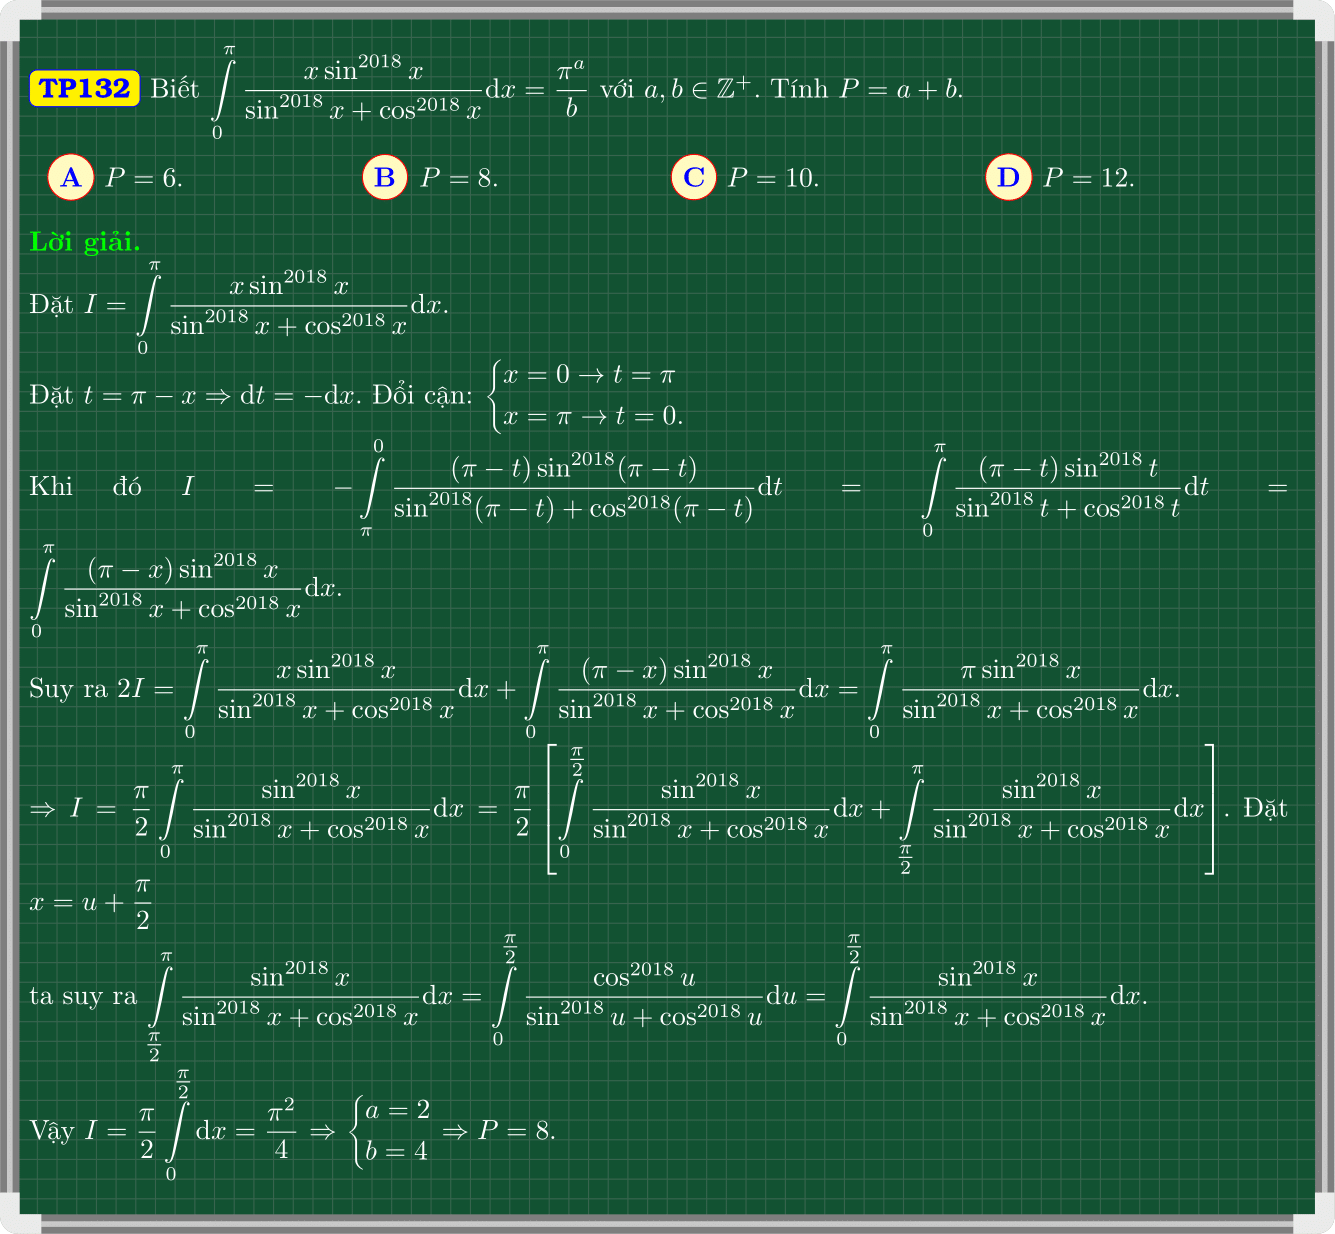 TP132 Biết $\int\limits_0^{\pi} \frac{x\sin^{2018}x}{\sin^{2018}x+\cos^{2018}x}\mathrm{d}x = \frac{\pi^a}{b}$ với $a, b \in \mathbb{Z}^+$. Tính $P = a + b$.
A $P = 6$. B $P = 8$. C $P = 10$. D $P = 12$.
Lời giải.
Đặt $I = \int\limits_0^{\pi} \frac{x\sin^{2018}x}{\sin^{2018}x+\cos^{2018}x}\mathrm{d}x$.
Đặt $t = \pi - x \Rightarrow \mathrm{d}t = -\mathrm{d}x$. Đổi cận: $\begin{cases} x = 0 \to t = \pi \\ x = \pi \to t = 0. \end{cases}$
Khi đó $I = -\int\limits_{\pi}^{0} \frac{(\pi-t)\sin^{2018}(\pi-t)}{\sin^{2018}(\pi-t)+\cos^{2018}(\pi-t)}\mathrm{d}t = \int\limits_0^{\pi} \frac{(\pi-t)\sin^{2018}t}{\sin^{2018}t+\cos^{2018}t}\mathrm{d}t =$
$\int\limits_0^{\pi} \frac{(\pi-x)\sin^{2018}x}{\sin^{2018}x+\cos^{2018}x}\mathrm{d}x$.
Suy ra $2I = \int\limits_0^{\pi} \frac{x\sin^{2018}x}{\sin^{2018}x+\cos^{2018}x}\mathrm{d}x + \int\limits_0^{\pi} \frac{(\pi-x)\sin^{2018}x}{\sin^{2018}x+\cos^{2018}x}\mathrm{d}x = \int\limits_0^{\pi} \frac{\pi\sin^{2018}x}{\sin^{2018}x+\cos^{2018}x}\mathrm{d}x$.
$\Rightarrow I = \frac{\pi}{2}\int\limits_0^{\pi} \frac{\sin^{2018}x}{\sin^{2018}x+\cos^{2018}x}\mathrm{d}x = \frac{\pi}{2}\left[\int\limits_0^{\frac{\pi}{2}} \frac{\sin^{2018}x}{\sin^{2018}x+\cos^{2018}x}\mathrm{d}x + \int\limits_{\frac{\pi}{2}}^{\pi} \frac{\sin^{2018}x}{\sin^{2018}x+\cos^{2018}x}\mathrm{d}x\right]$. Đặt
$x = u + \frac{\pi}{2}$
ta suy ra $\int\limits_{\frac{\pi}{2}}^{\pi} \frac{\sin^{2018}x}{\sin^{2018}x+\cos^{2018}x}\mathrm{d}x = \int\limits_0^{\frac{\pi}{2}} \frac{\cos^{2018}u}{\sin^{2018}u+\cos^{2018}u}\mathrm{d}u = \int\limits_0^{\frac{\pi}{2}} \frac{\sin^{2018}x}{\sin^{2018}x+\cos^{2018}x}\mathrm{d}x$.
Vậy $I = \frac{\pi}{2}\int\limits_0^{\frac{\pi}{2}} \mathrm{d}x = \frac{\pi^2}{4} \Rightarrow \begin{cases} a = 2 \\ b = 4 \end{cases} \Rightarrow P = 8$.